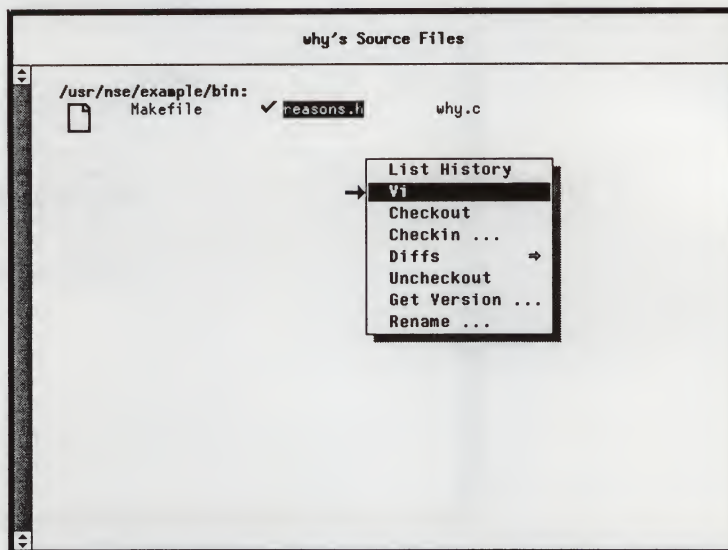 why's Source Files
/usr/nse/example/bin:
Makefile ✓ reasons.h why.c
List History
Vi
Checkout
Checkin ...
Diffs ⇒
Uncheckout
Get Version ...
Rename ...